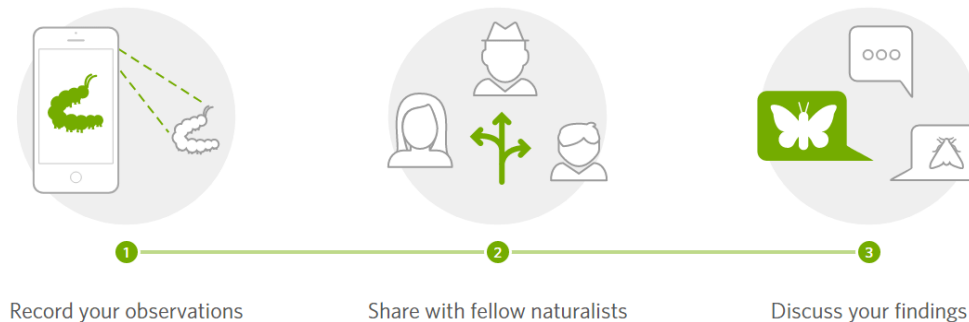 1
2
3
Record your observations
Share with fellow naturalists
Discuss your findings